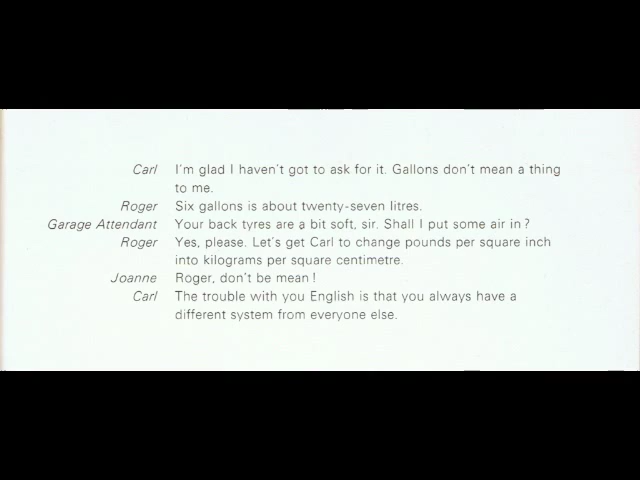 Carl I'm glad I haven't got to ask for it. Gallons don't mean a thing
to me.
Roger Six gallons is about twenty-seven litres.
Garage Attendant Your back tyres are a bit soft, sir. Shall I put some air in?
Roger Yes, please. Let's get Carl to change pounds per square inch
into kilograms per square centimetre.
Joanne Roger, don't be mean!
Carl The trouble with you English is that you always have a
different system from everyone else.